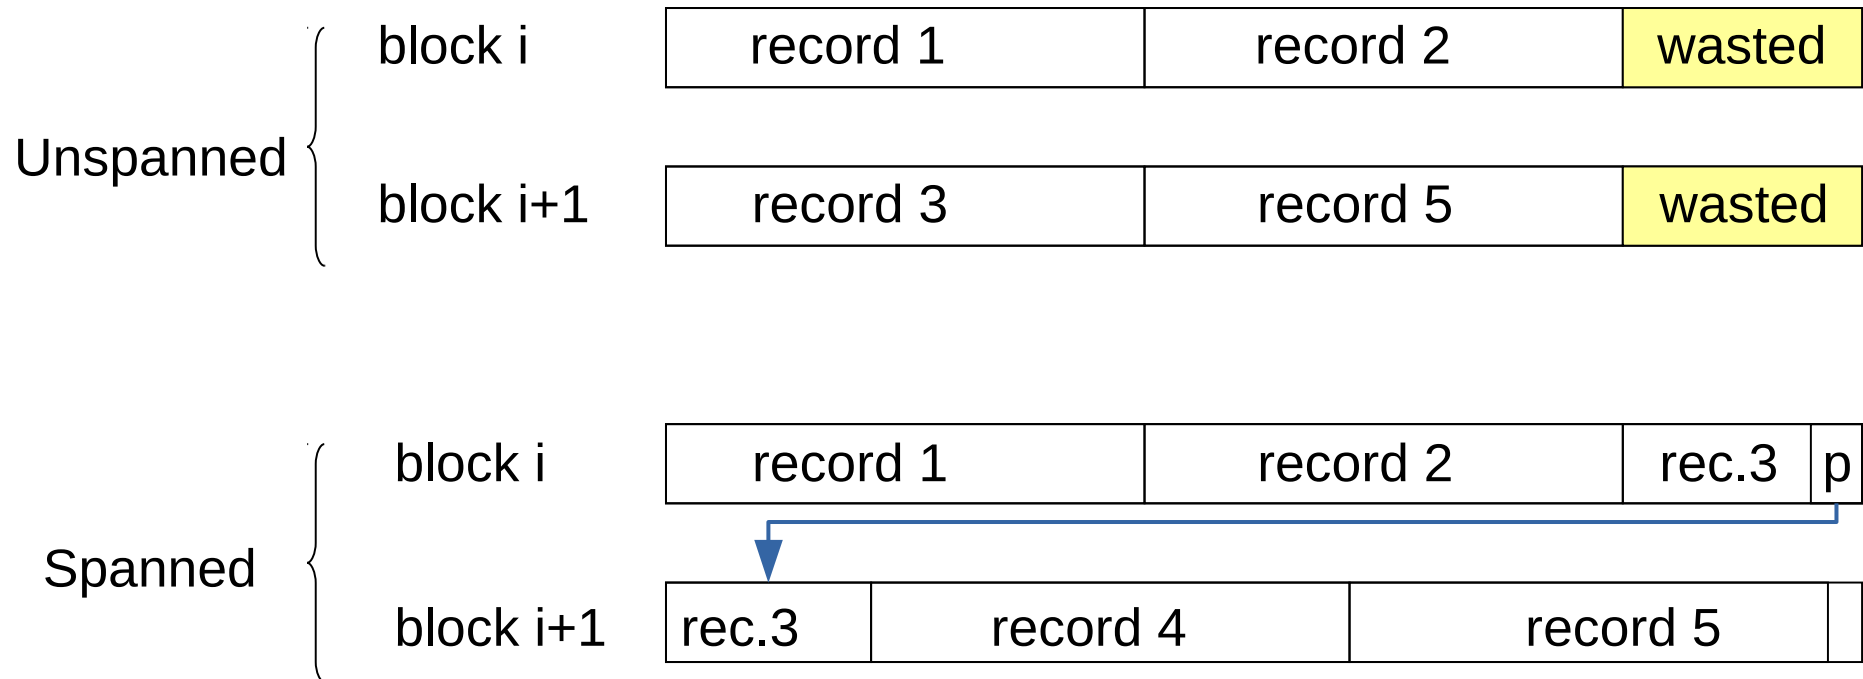 block i record 1 record 2 wasted
Unspanned
block i+1 record 3 record 5 wasted
block i record 1 record 2 rec.3 p
Spanned
block i+1 rec.3 record 4 record 5